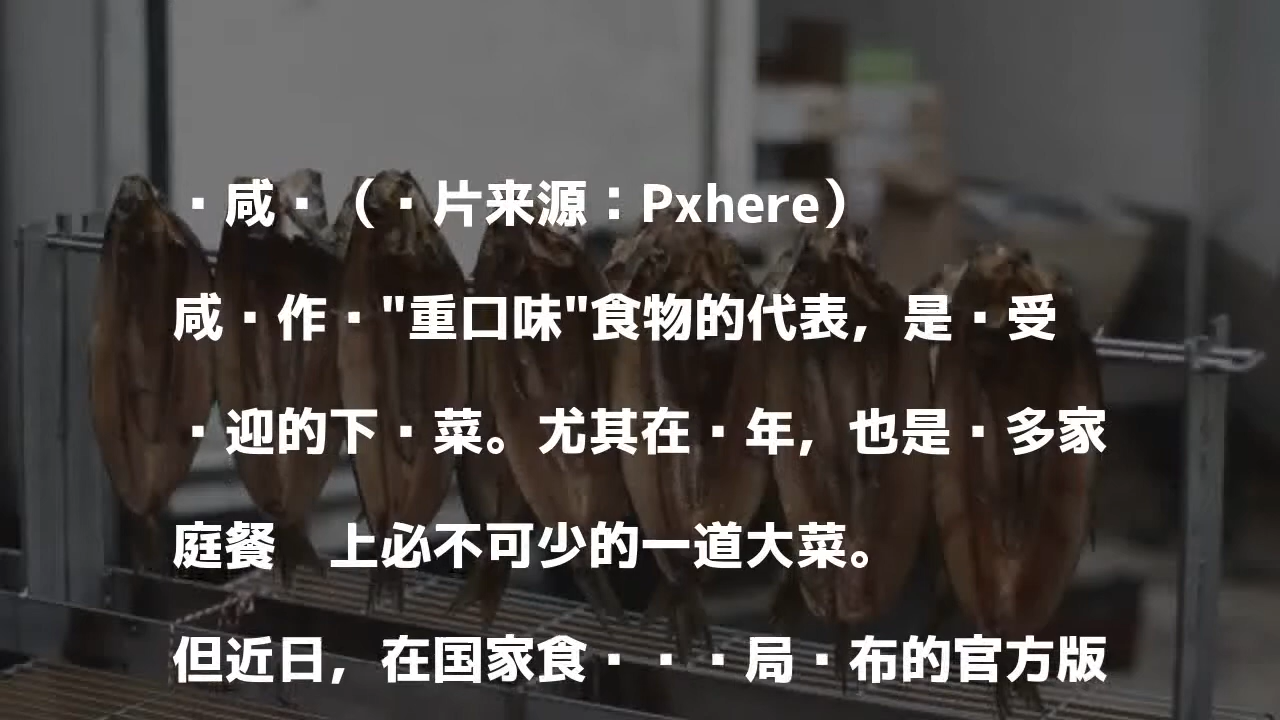 ·咸·（·片来源：Pxhere）
咸·作·"重口味"食物的代表，是·受
·迎的下·菜。尤其在·年，也是·多家
庭餐 上必不可少的一道大菜。
但近日，在国家食···局·布的官方版